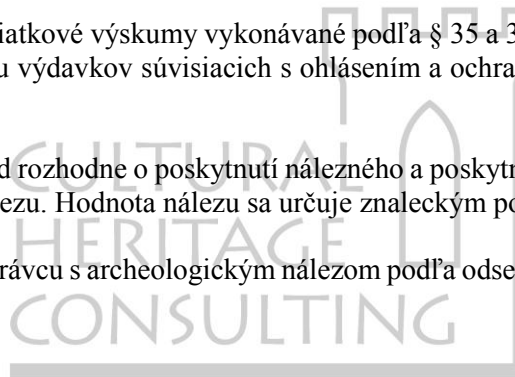 iatkové výskumy vykonávané podľa § 35 a 3
u výdavkov súvisiacich s ohlásením a ochra
CULTURAL
d rozhodne o poskytnutí nálezného a poskytn
ezu. Hodnota nálezu sa určuje znaleckým po
HERITAGE
rávcu s archeologickým nálezom podľa odse
CONSULTING